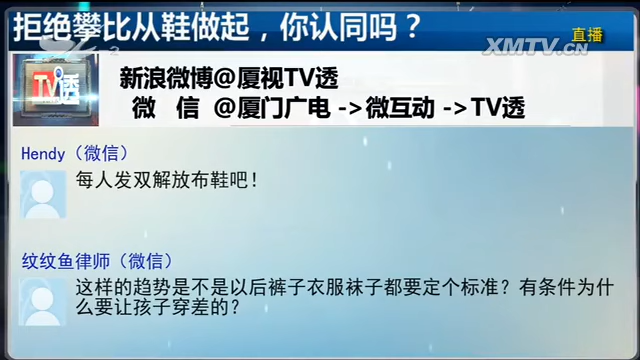 拒绝攀比从鞋做起，你认同吗？
直播
XMTV.CN
TV透
新浪微博@厦视TV透
微 信 @厦门广电 ->微互动 ->TV透
Hendy（微信）
每人发双解放布鞋吧！
纹纹鱼律师（微信）
这样的趋势是不是以后裤子衣服袜子都要定个标准？有条件为什
么要让孩子穿差的？